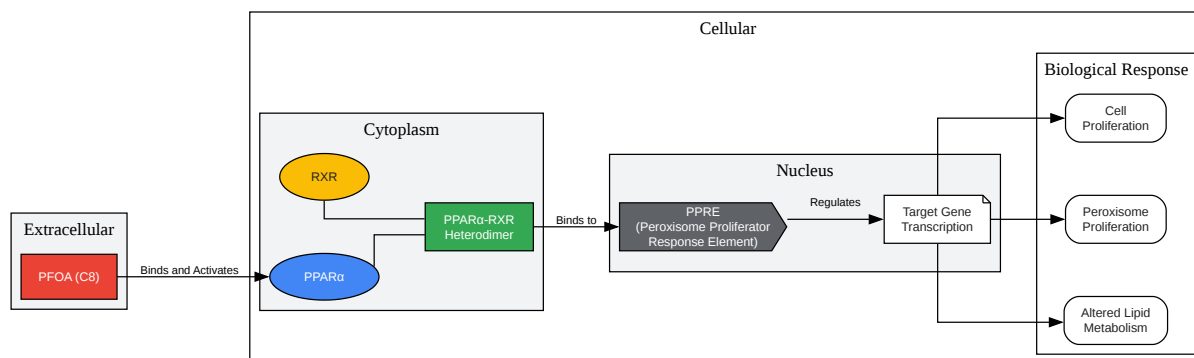 Cellular
Biological Response
Cell
Proliferation
Cytoplasm
RXR
Nucleus
PPARα-RXR
Heterodimer
Binds to
PPRE
(Peroxisome Proliferator
Response Element)
Regulates
Target Gene
Transcription
Peroxisome
Proliferation
Extracellular
PFOA (C8)
Binds and Activates
PPARα
Altered Lipid
Metabolism